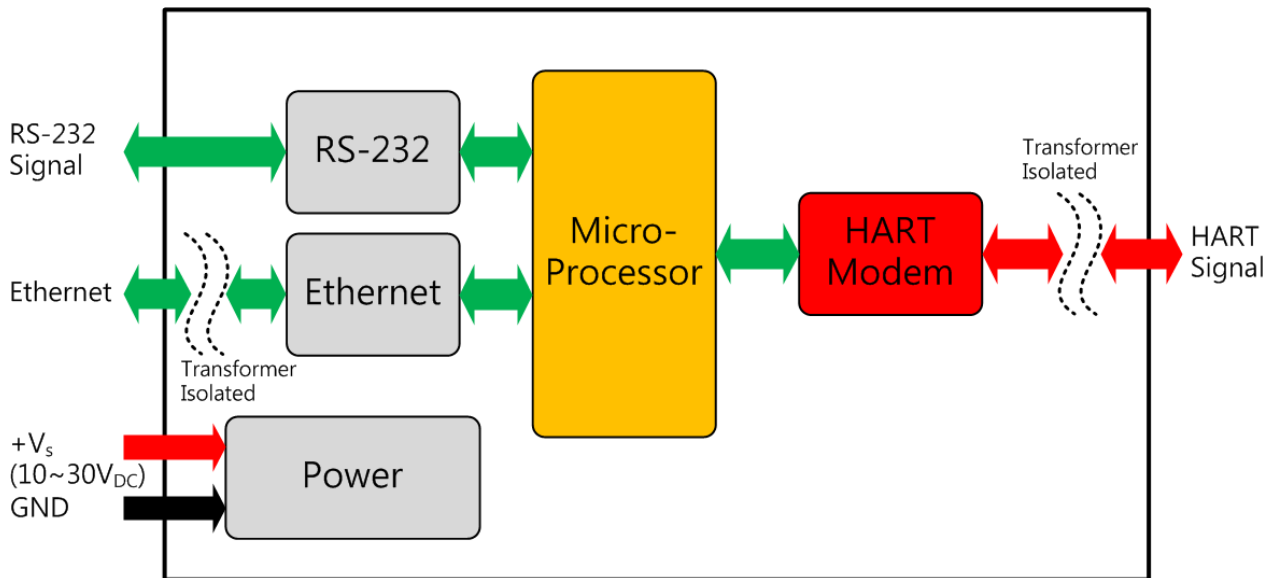 RS-232
Signal
RS-232
Ethernet
Ethernet
Transformer
Isolated
+Vs
(10~30VDC)
GND
Power
Micro-
Processor
HART
Modem
Transformer
Isolated
HART
Signal